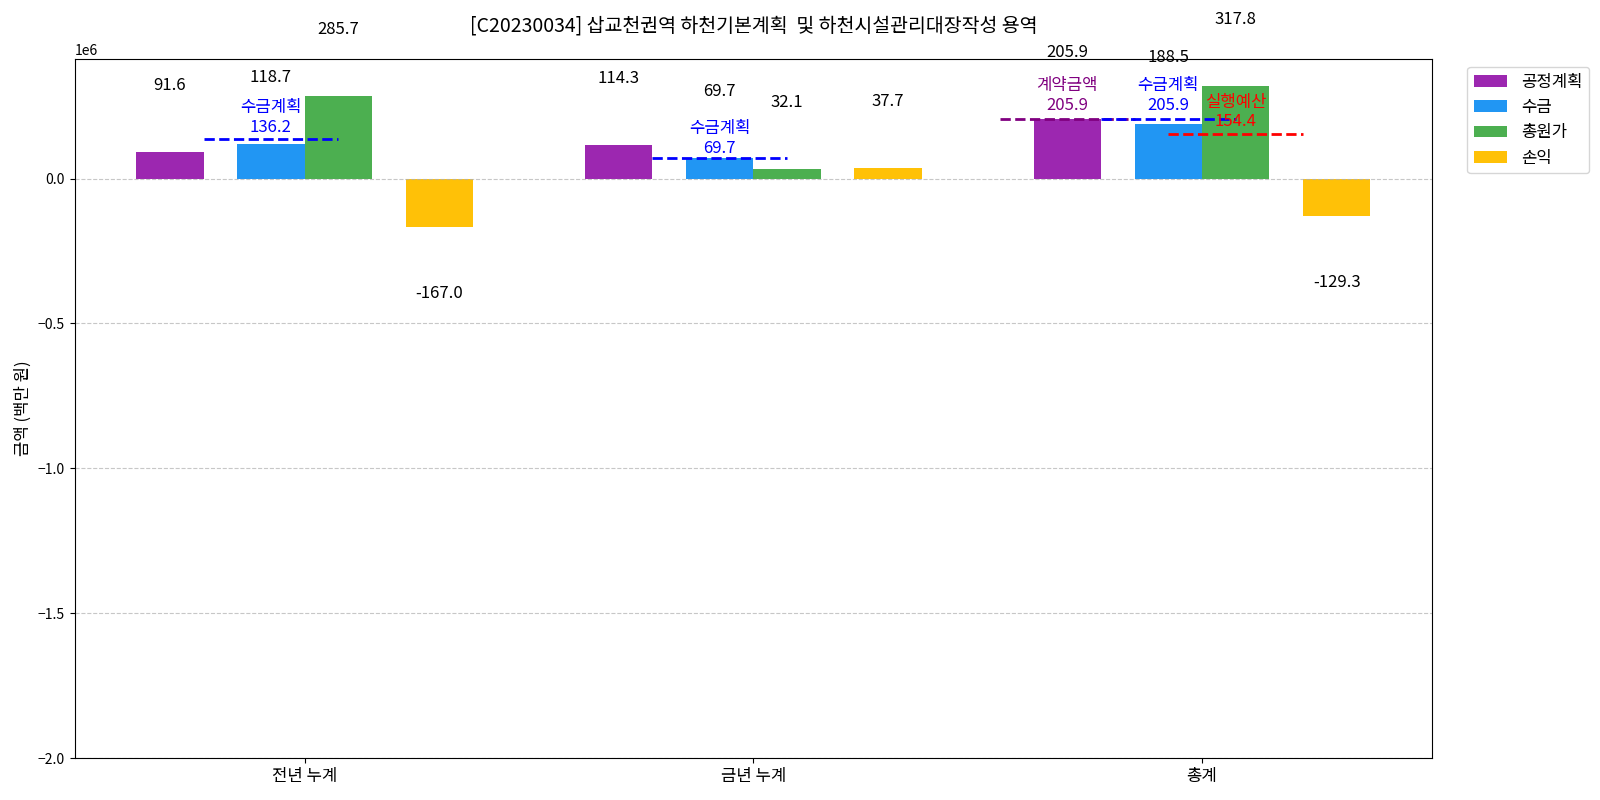 [C20230034] 삽교천권역 하천기본계획 및 하천시설관리대장작성 용역
1e6
공정계획
수금
총원가
손익
91.6
118.7
285.7
수금계획
136.2
-167.0
114.3
69.7
32.1
37.7
수금계획
69.7
205.9
188.5
317.8
계약금액
205.9
수금계획
205.9
실행예산
154.4
-129.3
0.0
−0.5
−1.0
−1.5
−2.0
금액 (백만 원)
전년 누계
금년 누계
총계